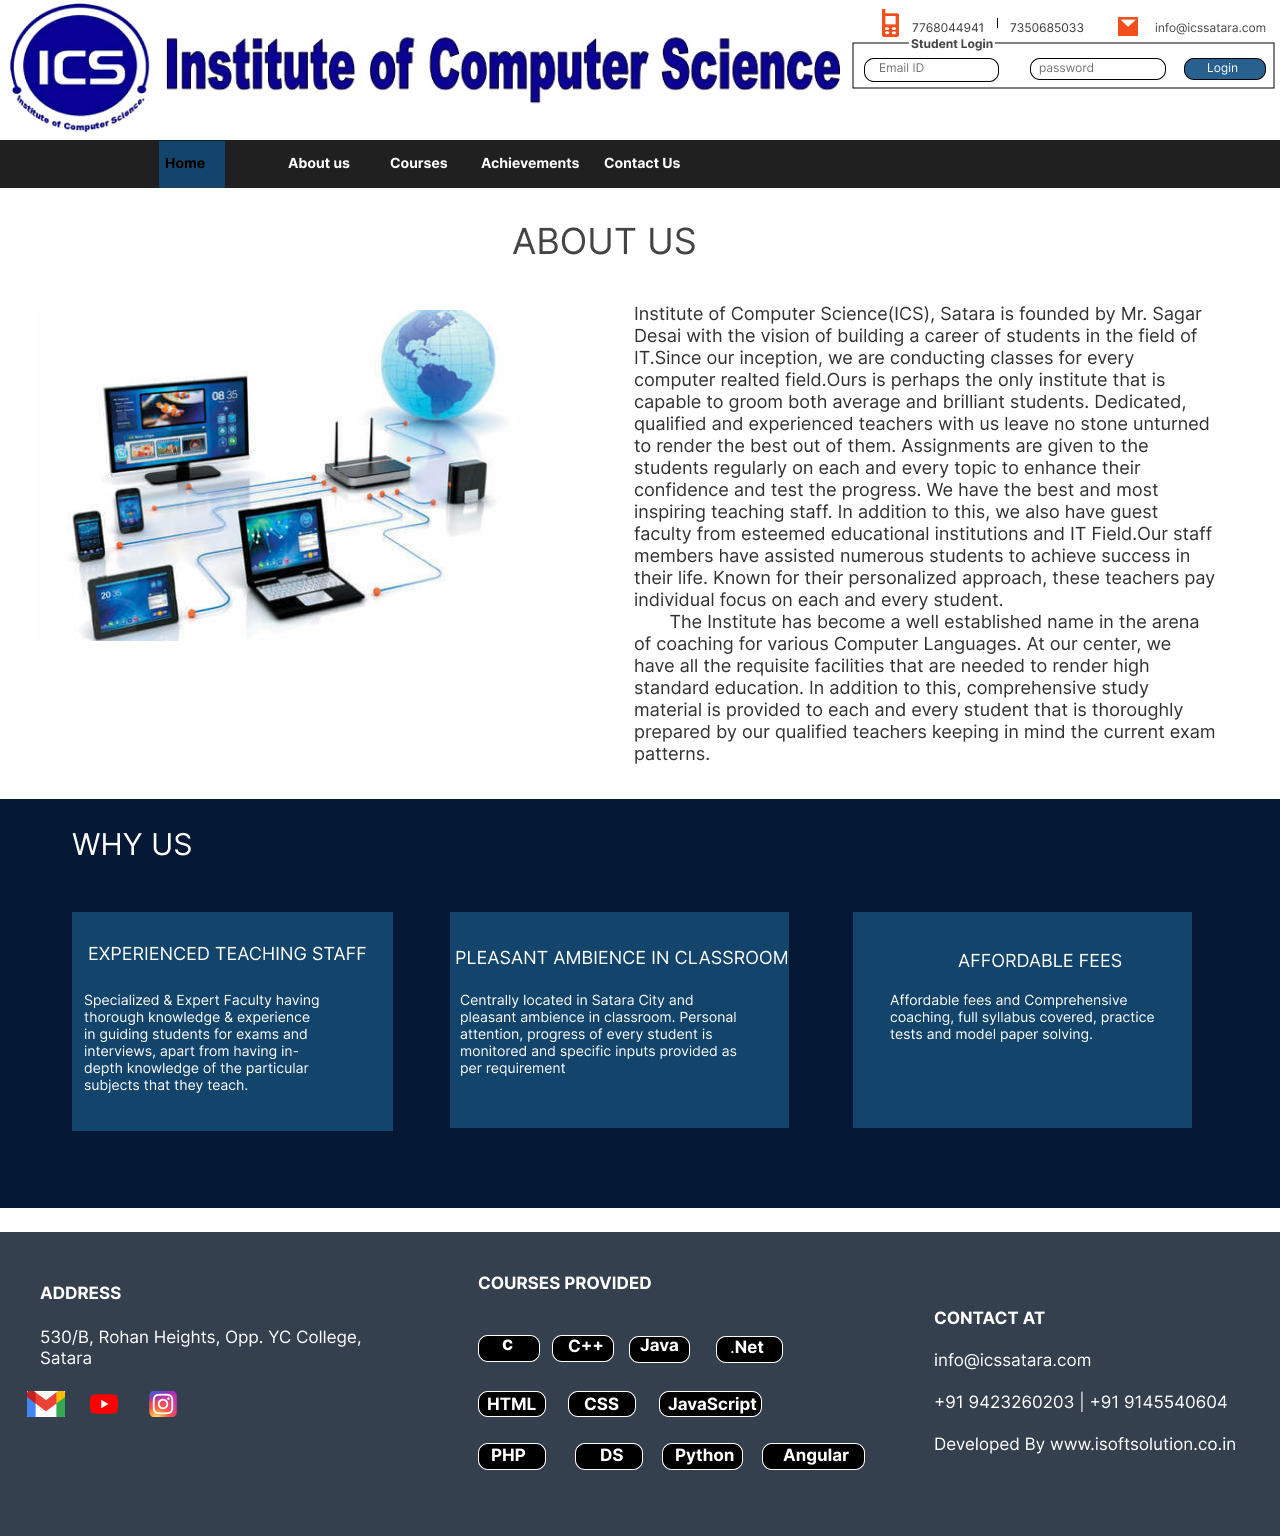 ICS
Institute of Computer Science.
Institute of Computer Science
7768044941 | 7350685033
info@icssatara.com
Student Login
Email ID
password
Login
Home
About us
Courses
Achievements
Contact Us
ABOUT US
08 35
20 35
Institute of Computer Science(ICS), Satara is founded by Mr. Sagar
Desai with the vision of building a career of students in the field of
IT.Since our inception, we are conducting classes for every
computer realted field.Ours is perhaps the only institute that is
capable to groom both average and brilliant students. Dedicated,
qualified and experienced teachers with us leave no stone unturned
to render the best out of them. Assignments are given to the
students regularly on each and every topic to enhance their
confidence and test the progress. We have the best and most
inspiring teaching staff. In addition to this, we also have guest
faculty from esteemed educational institutions and IT Field.Our staff
members have assisted numerous students to achieve success in
their life. Known for their personalized approach, these teachers pay
individual focus on each and every student.
The Institute has become a well established name in the arena
of coaching for various Computer Languages. At our center, we
have all the requisite facilities that are needed to render high
standard education. In addition to this, comprehensive study
material is provided to each and every student that is thoroughly
prepared by our qualified teachers keeping in mind the current exam
patterns.
WHY US
EXPERIENCED TEACHING STAFF
Specialized & Expert Faculty having
thorough knowledge & experience
in guiding students for exams and
interviews, apart from having in-
depth knowledge of the particular
subjects that they teach.
PLEASANT AMBIENCE IN CLASSROOM
Centrally located in Satara City and
pleasant ambience in classroom. Personal
attention, progress of every student is
monitored and specific inputs provided as
per requirement
AFFORDABLE FEES
Affordable fees and Comprehensive
coaching, full syllabus covered, practice
tests and model paper solving.
ADDRESS
530/B, Rohan Heights, Opp. YC College,
Satara
COURSES PROVIDED
c
C++
Java
.Net
HTML
CSS
JavaScript
PHP
DS
Python
Angular
CONTACT AT
info@icssatara.com
+91 9423260203 | +91 9145540604
Developed By www.isoftsolution.co.in